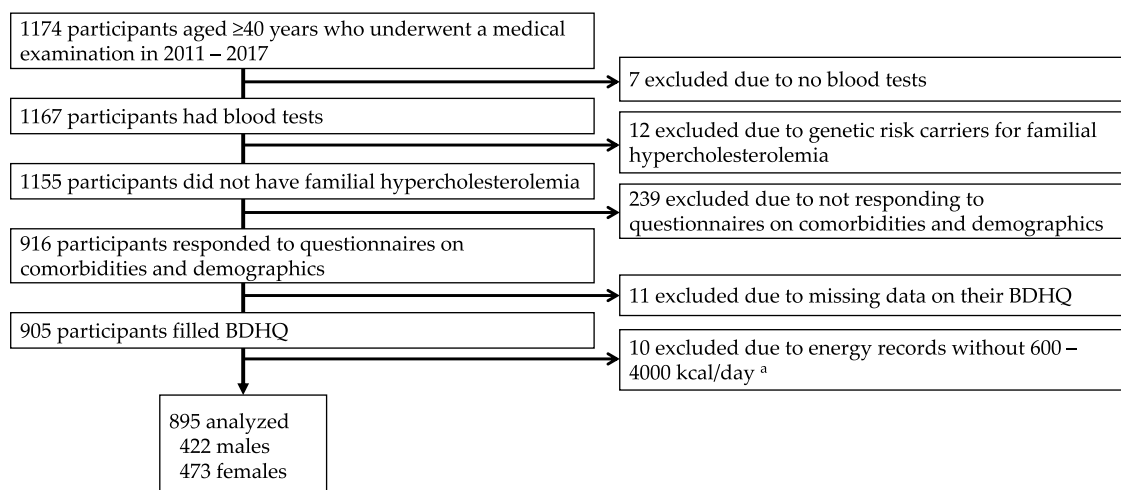 1174 participants aged ≥40 years who underwent a medical
examination in 2011 – 2017
7 excluded due to no blood tests
1167 participants had blood tests
12 excluded due to genetic risk carriers for familial
hypercholesterolemia
1155 participants did not have familial hypercholesterolemia
239 excluded due to not responding to
questionnaires on comorbidities and demographics
916 participants responded to questionnaires on
comorbidities and demographics
11 excluded due to missing data on their BDHQ
905 participants filled BDHQ
10 excluded due to energy records without 600 –
4000 kcal/day ᵃ
895 analyzed
422 males
473 females